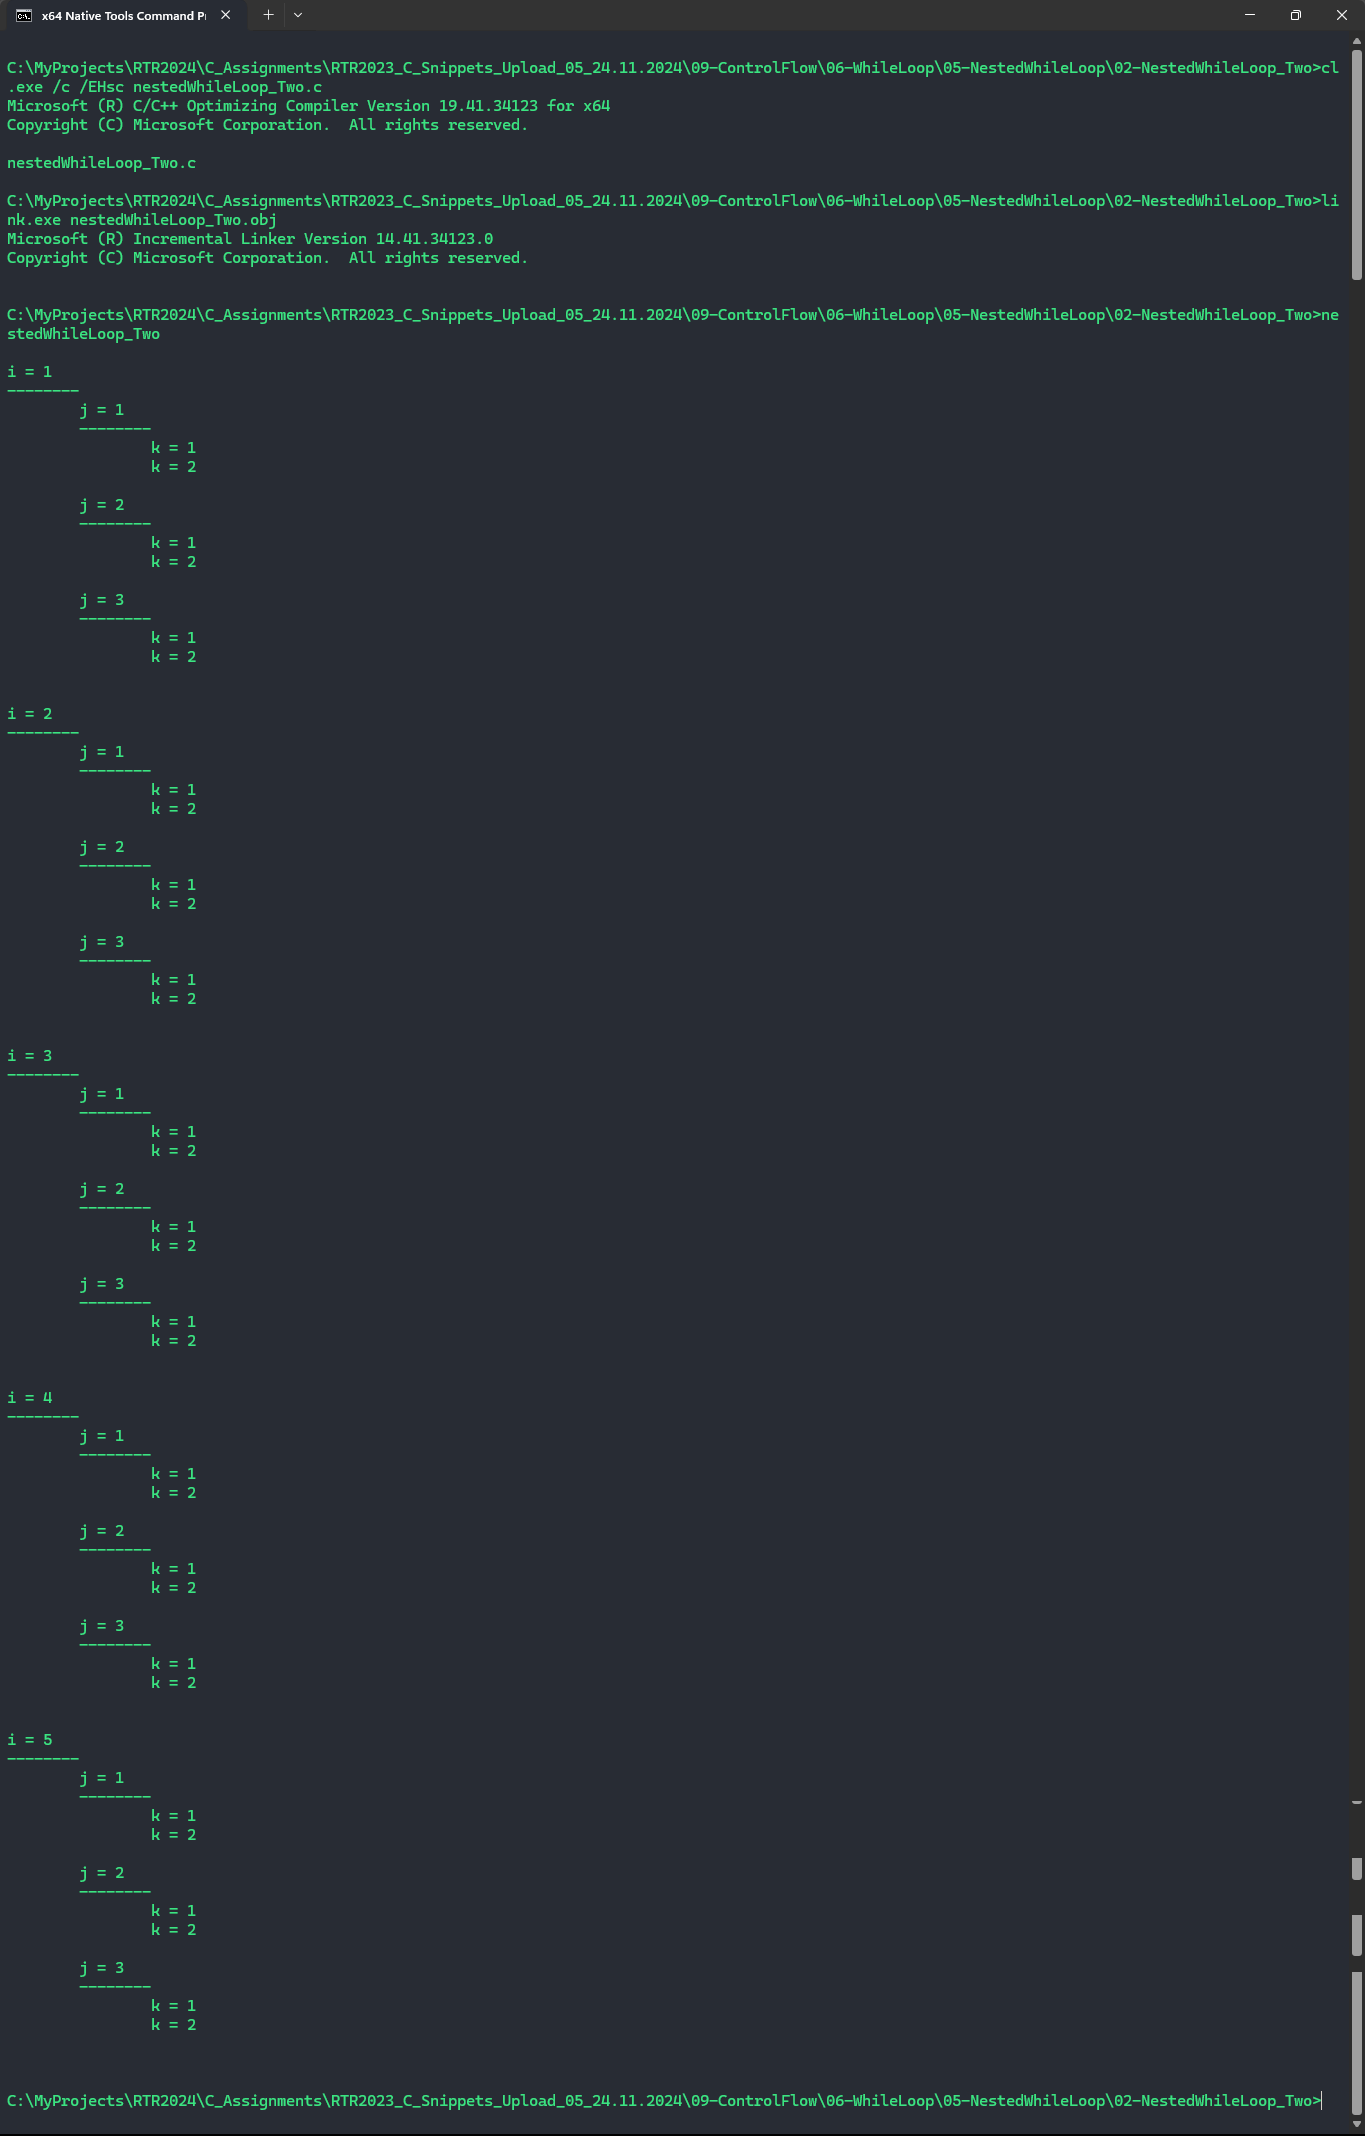 x64 Native Tools Command P
C:\MyProjects\RTR2024\C_Assignments\RTR2023_C_Snippets_Upload_05_24.11.2024\09-ControlFlow\06-WhileLoop\05-NestedWhileLoop\02-NestedWhileLoop_Two>cl
.exe /c /EHsc nestedWhileLoop_Two.c
Microsoft (R) C/C++ Optimizing Compiler Version 19.41.34123 for x64
Copyright (C) Microsoft Corporation.  All rights reserved.
nestedWhileLoop_Two.c
C:\MyProjects\RTR2024\C_Assignments\RTR2023_C_Snippets_Upload_05_24.11.2024\09-ControlFlow\06-WhileLoop\05-NestedWhileLoop\02-NestedWhileLoop_Two>li
nk.exe nestedWhileLoop_Two.obj
Microsoft (R) Incremental Linker Version 14.41.34123.0
Copyright (C) Microsoft Corporation.  All rights reserved.
C:\MyProjects\RTR2024\C_Assignments\RTR2023_C_Snippets_Upload_05_24.11.2024\09-ControlFlow\06-WhileLoop\05-NestedWhileLoop\02-NestedWhileLoop_Two>ne
stedWhileLoop_Two
i = 1
--------
j = 1
--------
k = 1
k = 2
j = 2
--------
k = 1
k = 2
j = 3
--------
k = 1
k = 2
i = 2
--------
j = 1
--------
k = 1
k = 2
j = 2
--------
k = 1
k = 2
j = 3
--------
k = 1
k = 2
i = 3
--------
j = 1
--------
k = 1
k = 2
j = 2
--------
k = 1
k = 2
j = 3
--------
k = 1
k = 2
i = 4
--------
j = 1
--------
k = 1
k = 2
j = 2
--------
k = 1
k = 2
j = 3
--------
k = 1
k = 2
i = 5
--------
j = 1
--------
k = 1
k = 2
j = 2
--------
k = 1
k = 2
j = 3
--------
k = 1
k = 2
C:\MyProjects\RTR2024\C_Assignments\RTR2023_C_Snippets_Upload_05_24.11.2024\09-ControlFlow\06-WhileLoop\05-NestedWhileLoop\02-NestedWhileLoop_Two>